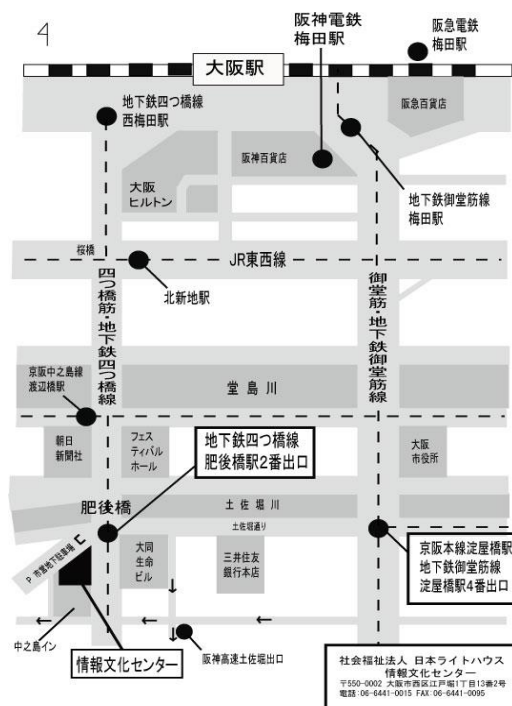 4
阪神電鉄
梅田駅
阪急電鉄
梅田駅
大阪駅
地下鉄四つ橋線
西梅田駅
阪急百貨店
阪神百貨店
大阪
ヒルトン
地下鉄御堂筋線
梅田駅
桜橋
JR東西線
北新地駅
四つ橋筋・地下鉄四つ橋線
御堂筋・地下鉄御堂筋線
京阪中之島線
渡辺橋駅
堂島川
朝日
新聞社
フェス
ティバル
ホール
地下鉄四つ橋線
肥後橋駅2番出口
大阪
市役所
肥後橋
土佐堀川
土佐堀通り
P 市営地下駐車場
大同
生命
ビル
三井住友
銀行本店
京阪本線淀屋橋駅
地下鉄御堂筋線
淀屋橋駅4番出口
中之島イン
情報文化センター
阪神高速土佐堀出口
社会福祉法人 日本ライトハウス
情報文化センター
〒550-0002 大阪市西区江戸堀1丁目13番2号
電話:06-6441-0015 FAX:06-6441-0095